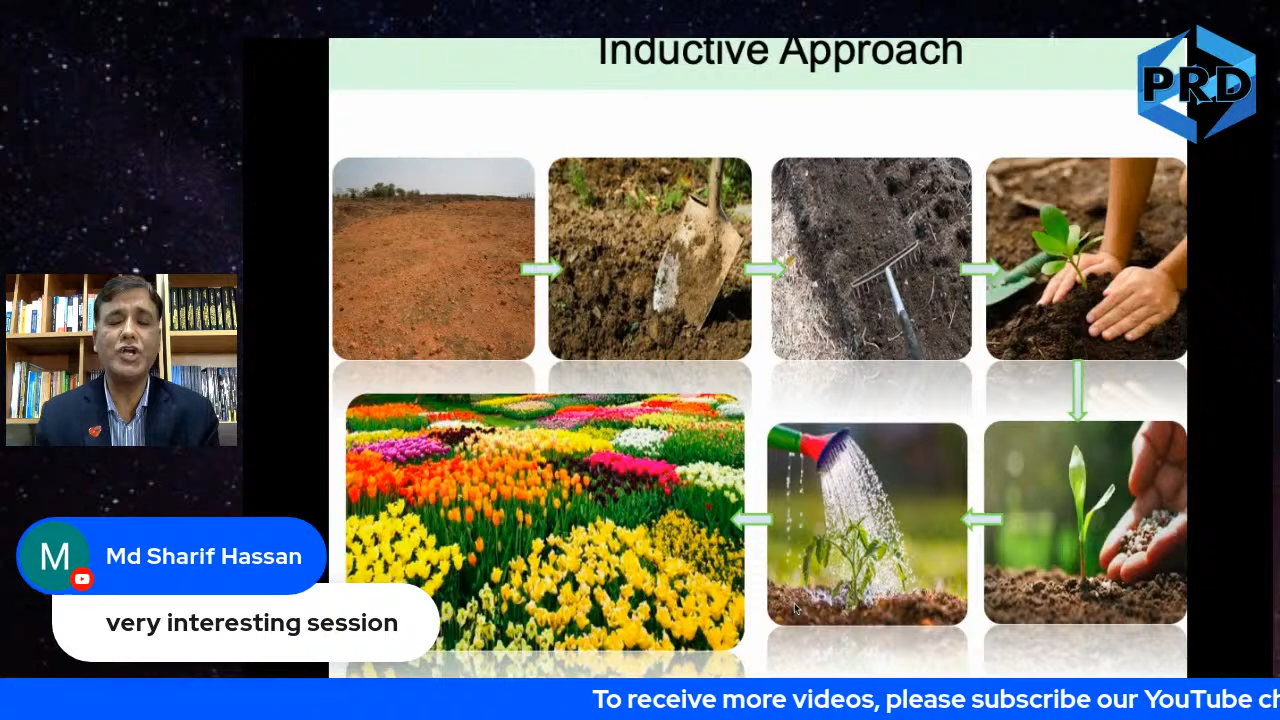 Inductive Approach
PRD
M
Md Sharif Hassan
very interesting session
To receive more videos, please subscribe our YouTube ch